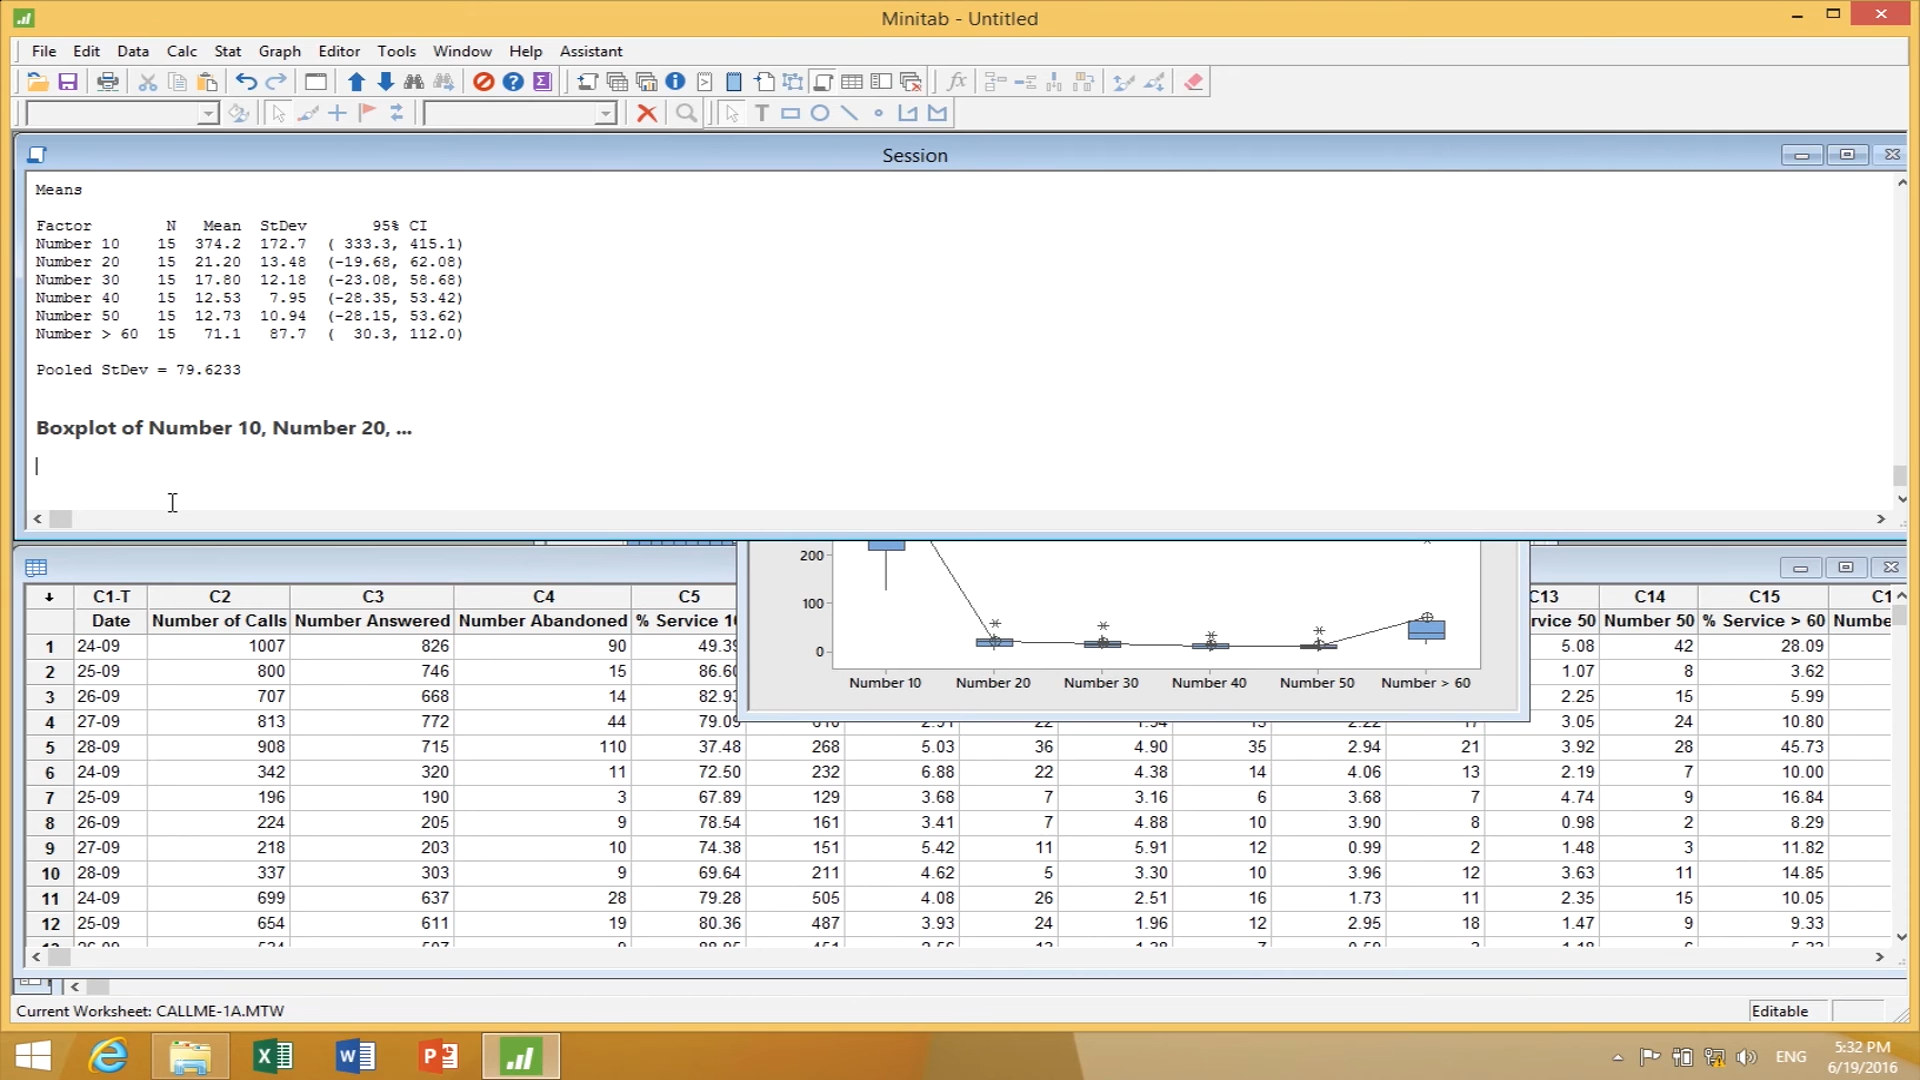 Minitab - Untitled
File Edit Data Calc Stat Graph Editor Tools Window Help Assistant
Session
Means
Factor N Mean StDev 95% CI
Number 10 15 374.2 172.7 ( 333.3, 415.1)
Number 20 15 21.20 13.48 (-19.68, 62.08)
Number 30 15 17.80 12.18 (-23.08, 58.68)
Number 40 15 12.53 7.95 (-28.35, 53.42)
Number 50 15 12.73 10.94 (-28.15, 53.62)
Number > 60 15 71.1 87.7 ( 30.3, 112.0)
Pooled StDev = 79.6233
Boxplot of Number 10, Number 20, ...
200
100
0
Number 10 Number 20 Number 30 Number 40 Number 50 Number > 60
C1-T C2 C3 C4 C5 C13 C14 C15
Date Number of Calls Number Answered Number Abandoned % Service 50 Number 50 % Service > 60
1 24-09 1007 826 90 49.39 5.08 42 28.09
2 25-09 800 746 15 86.60 1.07 8 3.62
3 26-09 707 668 14 82.93 2.25 15 5.99
4 27-09 813 772 44 79.09 3.05 24 10.80
5 28-09 908 715 110 37.48 268 5.03 36 4.90 35 2.94 21 3.92 28 45.73
6 24-09 342 320 11 72.50 232 6.88 22 4.38 14 4.06 13 2.19 7 10.00
7 25-09 196 190 3 67.89 129 3.68 7 3.16 6 3.68 7 4.74 9 16.84
8 26-09 224 205 9 78.54 161 3.41 7 4.88 10 3.90 8 0.98 2 8.29
9 27-09 218 203 10 74.38 151 5.42 11 5.91 12 0.99 2 1.48 3 11.82
10 28-09 337 303 9 69.64 211 4.62 5 3.30 10 3.96 12 3.63 11 14.85
11 24-09 699 637 28 79.28 505 4.08 26 2.51 16 1.73 11 2.35 15 10.05
12 25-09 654 611 19 80.36 487 3.93 24 1.96 12 2.95 18 1.47 9 9.33
Current Worksheet: CALLME-1A.MTW
Editable
ENG
5:32 PM
6/19/2016